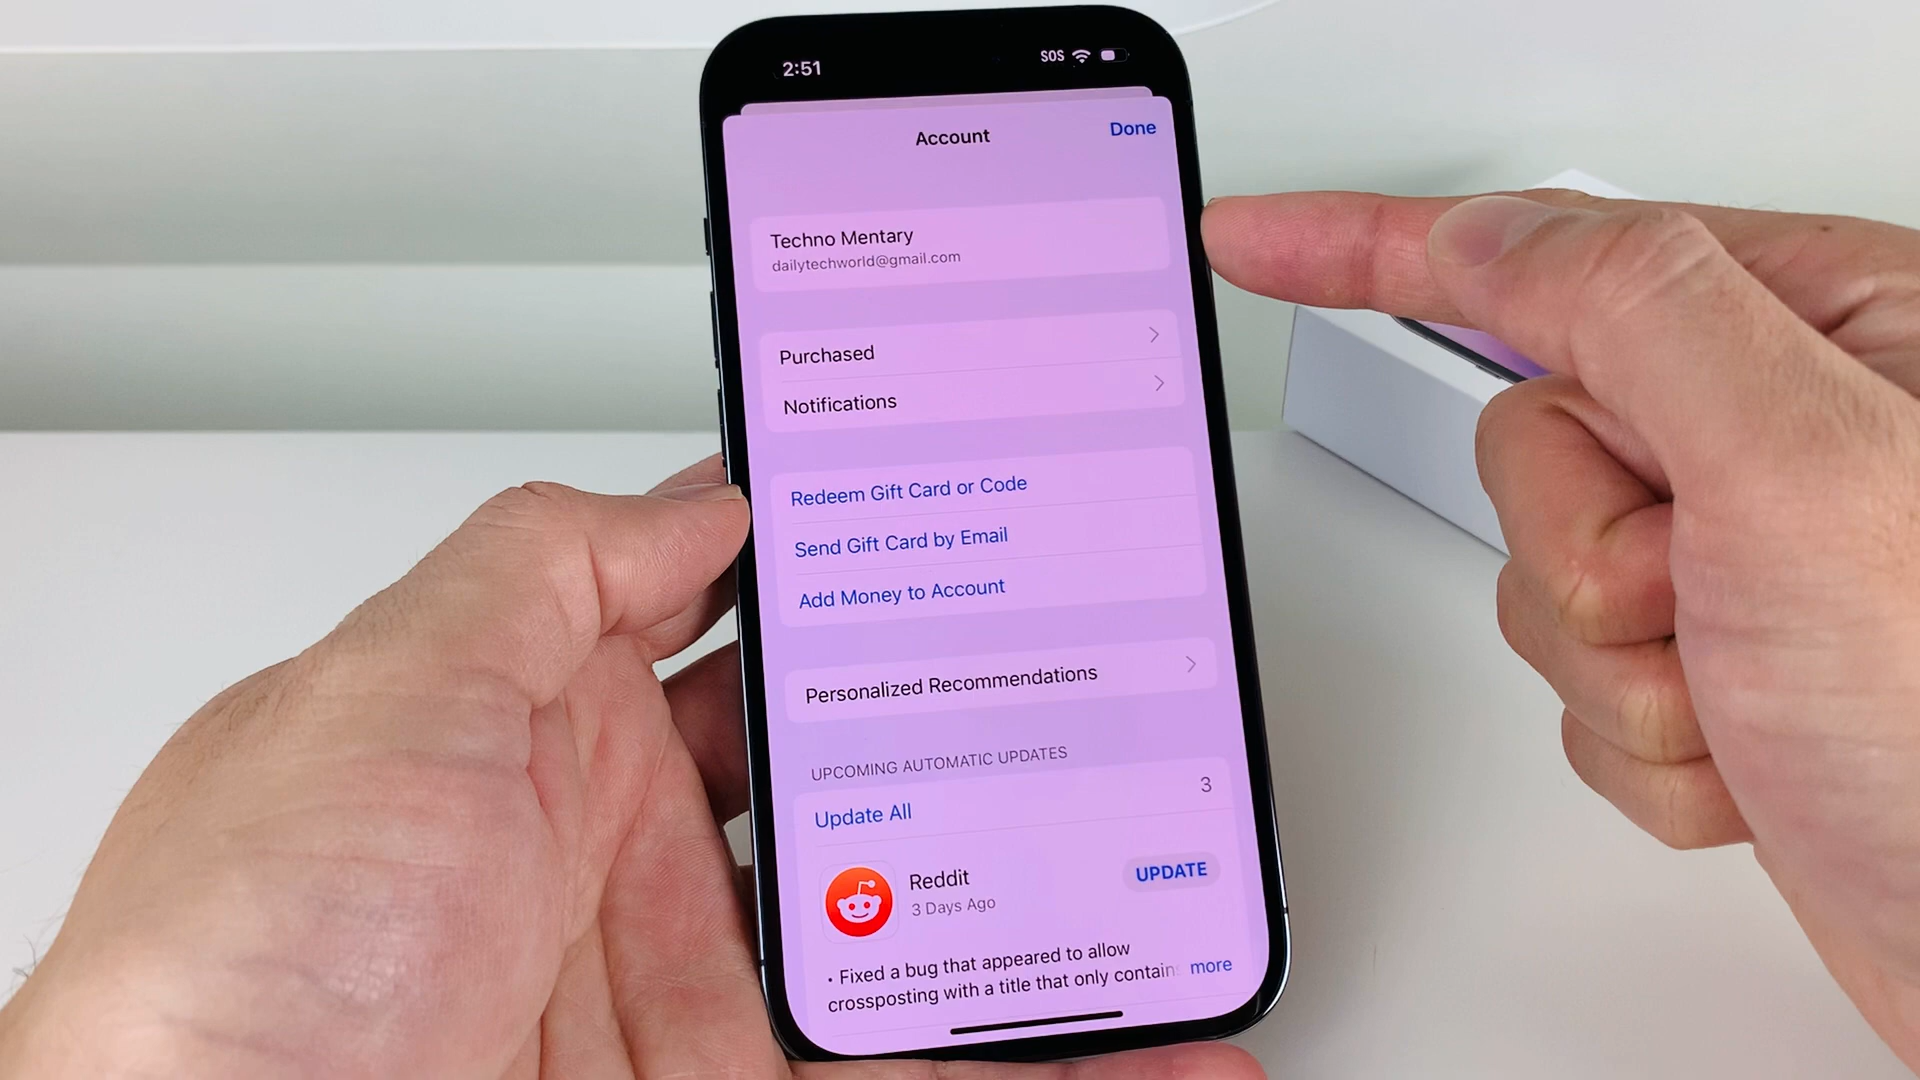 2:51
SOS
Account
Done
Techno Mentary
dailytechworld@gmail.com
Purchased
Notifications
Redeem Gift Card or Code
Send Gift Card by Email
Add Money to Account
Personalized Recommendations
UPCOMING AUTOMATIC UPDATES
Update All
3
Reddit
UPDATE
3 Days Ago
• Fixed a bug that appeared to allow
crossposting with a title that only contain more